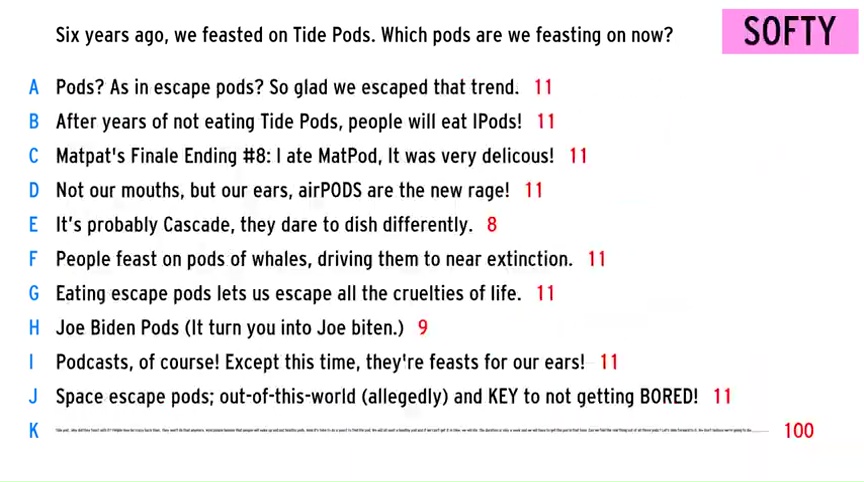 Six years ago, we feasted on Tide Pods. Which pods are we feasting on now?
SOFTY
A Pods? As in escape pods? So glad we escaped that trend. 11
B After years of not eating Tide Pods, people will eat IPods! 11
C Matpat's Finale Ending #8: I ate MatPod, It was very delicous! 11
D Not our mouths, but our ears, airPODS are the new rage! 11
E It's probably Cascade, they dare to dish differently. 8
F People feast on pods of whales, driving them to near extinction. 11
G Eating escape pods lets us escape all the cruelties of life. 11
H Joe Biden Pods (It turn you into Joe biten.) 9
I Podcasts, of course! Except this time, they're feasts for our ears! 11
J Space escape pods; out-of-this-world (allegedly) and KEY to not getting BORED! 11
K 100